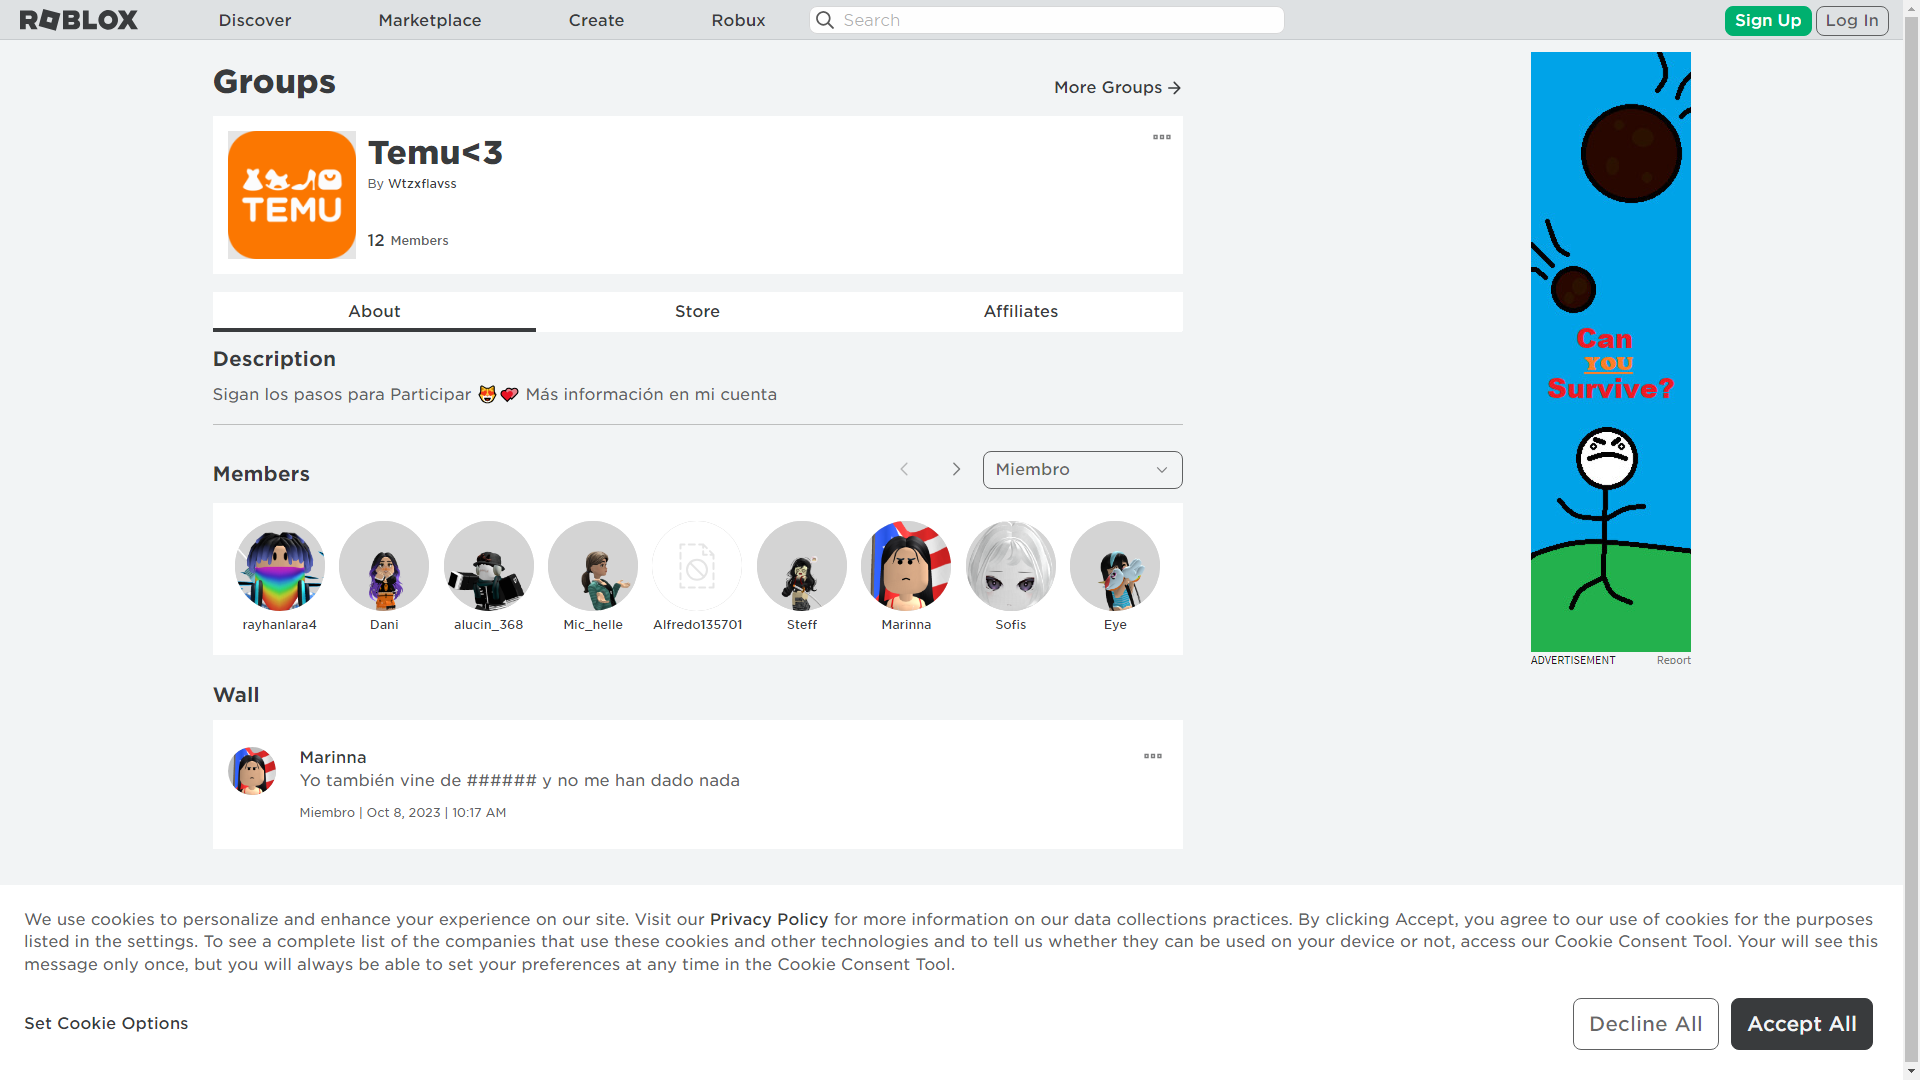 ROBLOX Discover Marketplace Create Robux Search Sign Up Log In
Groups
More Groups
TEMU
Temu<3
By Wtzxflavss
12 Members
About Store Affiliates
Description
Sigan los pasos para Participar 😻💕 Más información en mi cuenta
Members
Miembro
rayhanlara4 Dani alucin_368 Mic_helle Alfredo135701 Steff Marinna Sofis Eye
Wall
Marinna
Yo también vine de ###### y no me han dado nada
Miembro | Oct 8, 2023 | 10:17 AM
Can
YOU
Survive?
ADVERTISEMENT Report
We use cookies to personalize and enhance your experience on our site. Visit our Privacy Policy for more information on our data collections practices. By clicking Accept, you agree to our use of cookies for the purposes
listed in the settings. To see a complete list of the companies that use these cookies and other technologies and to tell us whether they can be used on your device or not, access our Cookie Consent Tool. Your will see this
message only once, but you will always be able to set your preferences at any time in the Cookie Consent Tool.
Set Cookie Options
Decline All
Accept All